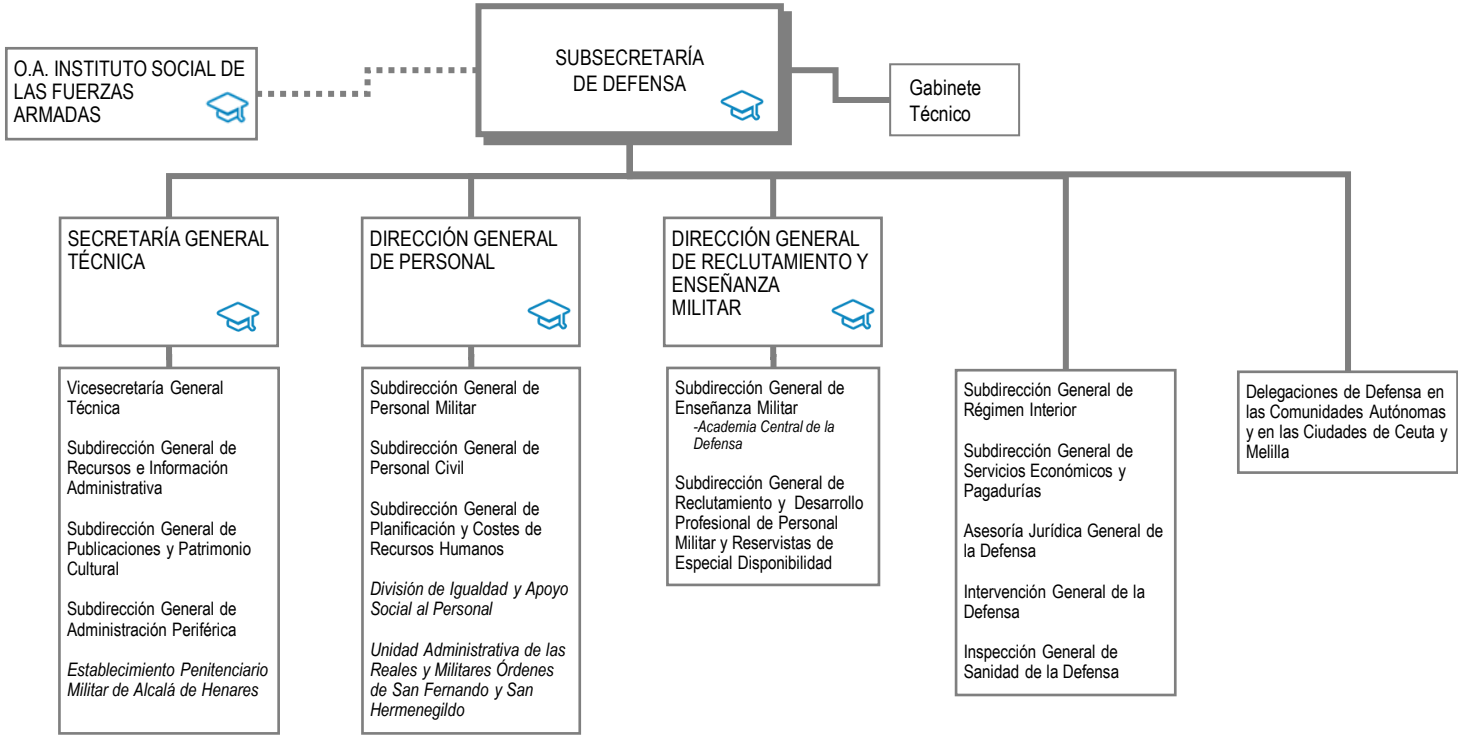 SUBSECRETARÍA
DE DEFENSA
O.A. INSTITUTO SOCIAL DE
LAS FUERZAS
ARMADAS
Gabinete
Técnico
SECRETARÍA GENERAL
TÉCNICA
Vicesecretaría General
Técnica
Subdirección General de
Recursos e Información
Administrativa
Subdirección General de
Publicaciones y Patrimonio
Cultural
Subdirección General de
Administración Periférica
Establecimiento Penitenciario
Militar de Alcalá de Henares
DIRECCIÓN GENERAL
DE PERSONAL
Subdirección General de
Personal Militar
Subdirección General de
Personal Civil
Subdirección General de
Planificación y Costes de
Recursos Humanos
División de Igualdad y Apoyo
Social al Personal
Unidad Administrativa de las
Reales y Militares Órdenes
de San Fernando y San
Hermenegildo
DIRECCIÓN GENERAL
DE RECLUTAMIENTO Y
ENSEÑANZA
MILITAR
Subdirección General de
Enseñanza Militar
-Academia Central de la
Defensa
Subdirección General de
Reclutamiento y Desarrollo
Profesional de Personal
Militar y Reservistas de
Especial Disponibilidad
Subdirección General de
Régimen Interior
Subdirección General de
Servicios Económicos y
Pagadurías
Asesoría Jurídica General de
la Defensa
Intervención General de la
Defensa
Inspección General de
Sanidad de la Defensa
Delegaciones de Defensa en
las Comunidades Autónomas
y en las Ciudades de Ceuta y
Melilla